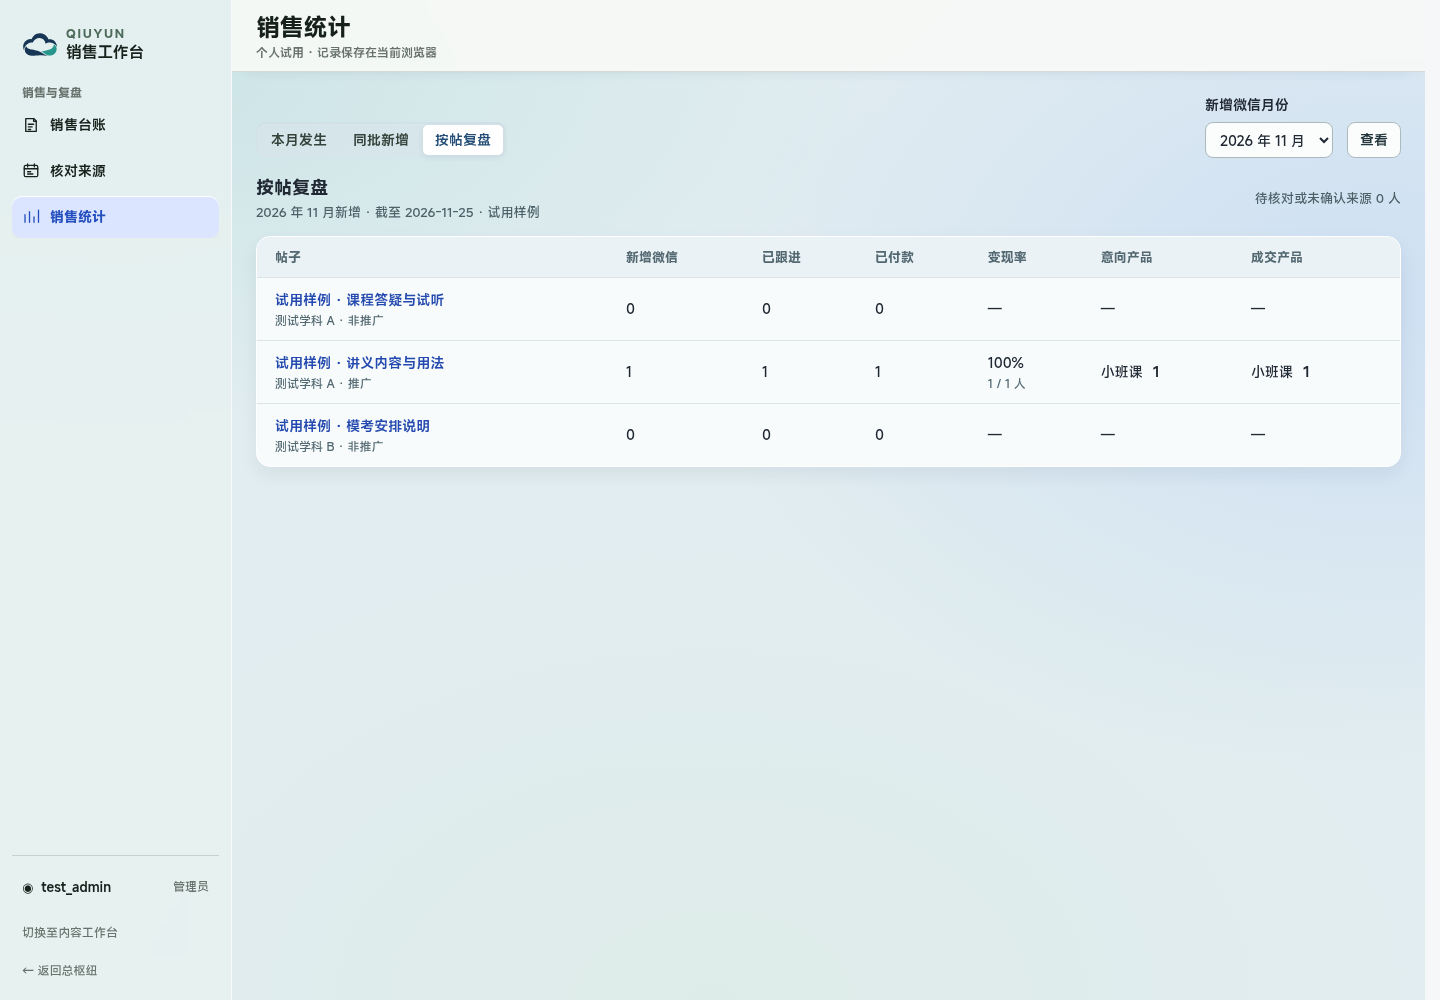 QIUYUN
销售工作台
销售与复盘
销售台账
核对来源
销售统计
test_admin 管理员
切换至内容工作台
← 返回总枢纽
销售统计
个人试用 · 记录保存在当前浏览器
新增微信月份
本月发生 同批新增 按帖复盘 2026 年 11 月 查看
按帖复盘
2026 年 11 月新增 · 截至 2026-11-25 · 试用样例
待核对或未确认来源 0 人
帖子 新增微信 已跟进 已付款 变现率 意向产品 成交产品
试用样例 · 课程答疑与试听
测试学科 A · 非推广
0 0 0 — — —
试用样例 · 讲义内容与用法
测试学科 A · 推广
1 1 1 100% 小班课 1 小班课 1
1 / 1 人
试用样例 · 模考安排说明
测试学科 B · 非推广
0 0 0 — — —